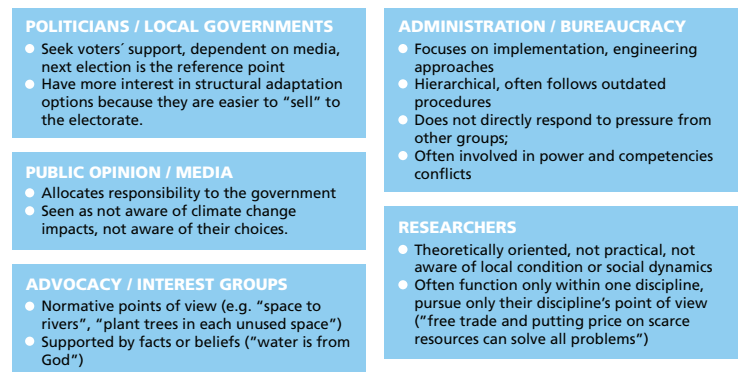 POLITICIANS / LOCAL GOVERNMENTS
Seek voters´ support, dependent on media,
next election is the reference point
Have more interest in structural adaptation
options because they are easier to “sell” to
the electorate.
PUBLIC OPINION / MEDIA
Allocates responsibility to the government
Seen as not aware of climate change
impacts, not aware of their choices.
ADVOCACY / INTEREST GROUPS
Normative points of view (e.g. “space to
rivers”, “plant trees in each unused space”)
Supported by facts or beliefs (”water is from
God”)
ADMINISTRATION / BUREAUCRACY
Focuses on implementation, engineering
approaches
Hierarchical, often follows outdated
procedures
Does not directly respond to pressure from
other groups;
Often involved in power and competencies
conflicts
RESEARCHERS
Theoretically oriented, not practical, not
aware of local condition or social dynamics
Often function only within one discipline,
pursue only their discipline’s point of view
(”free trade and putting price on scarce
resources can solve all problems”)